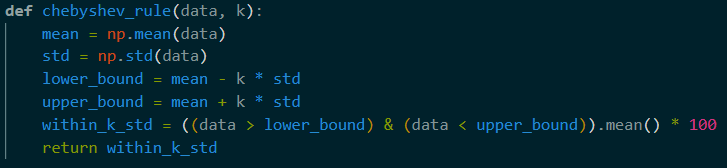 def chebyshev_rule(data, k):
    mean = np.mean(data)
    std = np.std(data)
    lower_bound = mean - k * std
    upper_bound = mean + k * std
    within_k_std = ((data > lower_bound) & (data < upper_bound)).mean() * 100
    return within_k_std